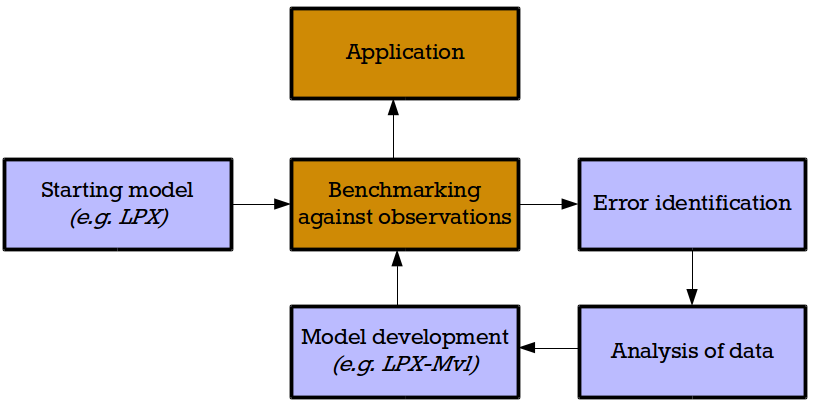 Application
Starting model
(e.g. LPX)
Benchmarking
against observations
Error identification
Model development
(e.g. LPX-Mv1)
Analysis of data